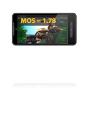 MOS = 1.78